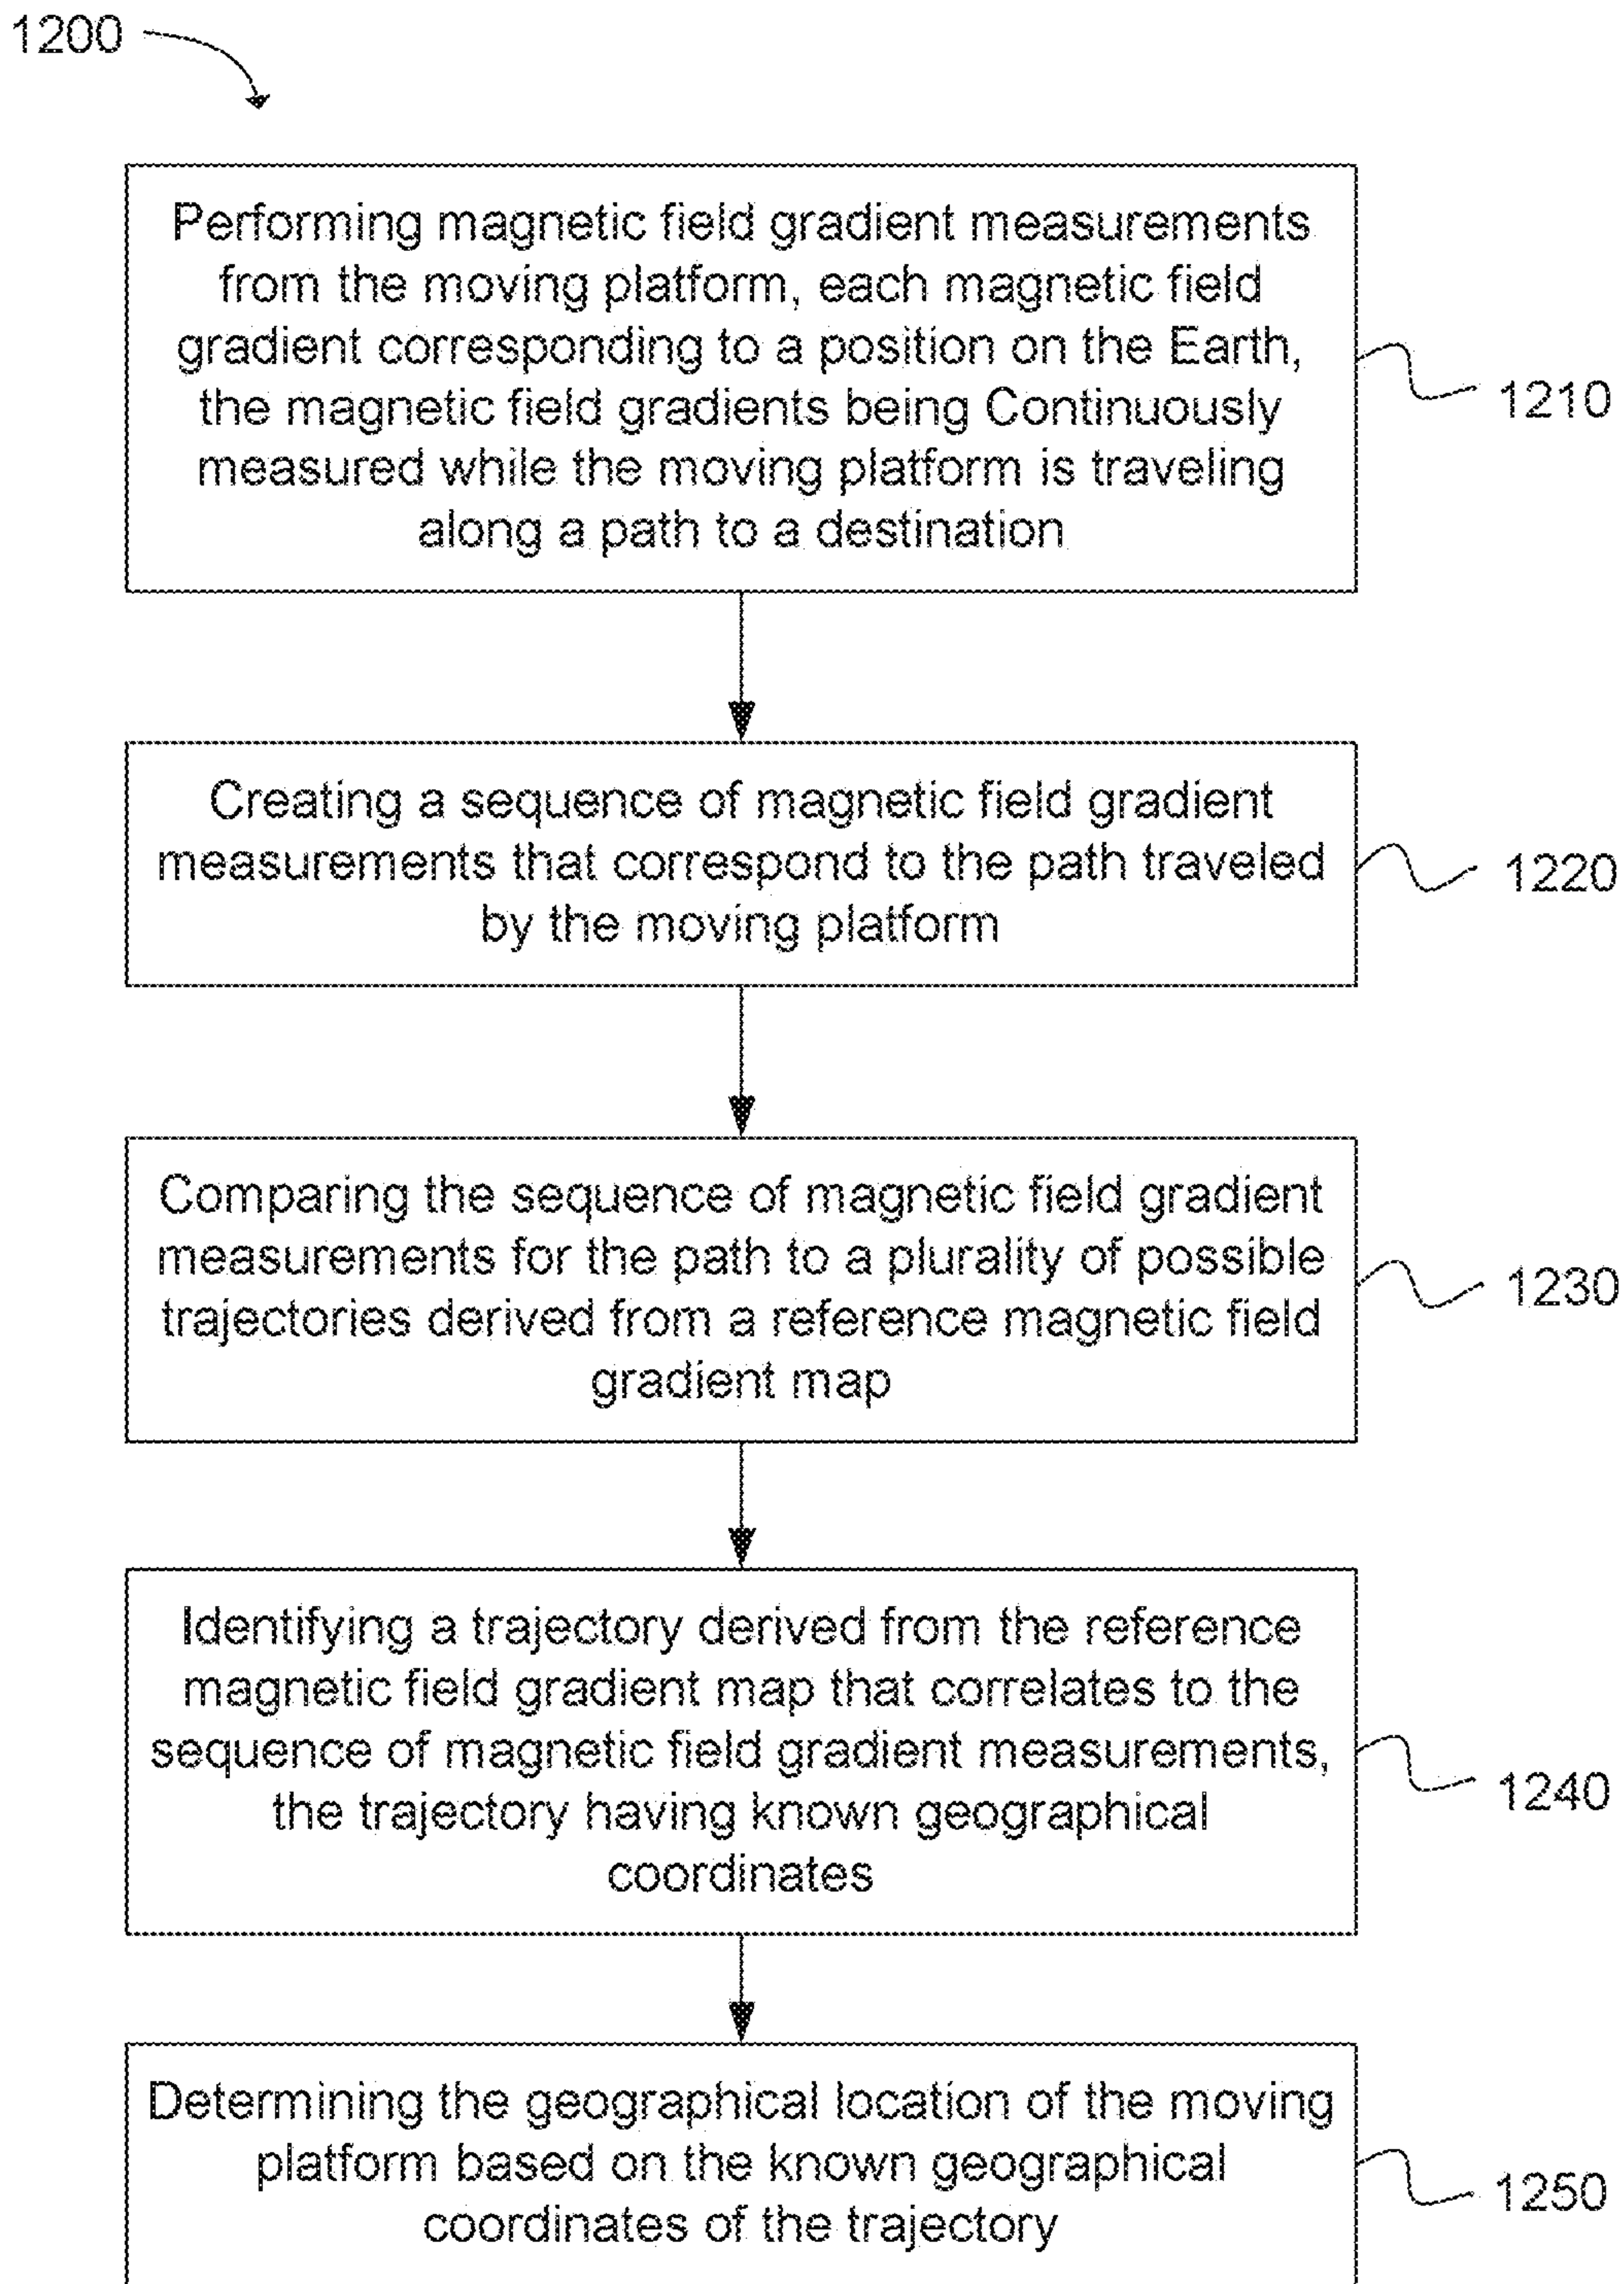 1200
Performing magnetic field gradient measurements
from the moving platform, each magnetic field
gradient corresponding to a position on the Earth,
the magnetic field gradients being Continuously
measured while the moving platform is traveling
along a path to a destination
1210
Creating a sequence of magnetic field gradient
measurements that correspond to the path traveled
by the moving platform
1220
Comparing the sequence of magnetic field gradient
measurements for the path to a plurality of possible
trajectories derived from a reference magnetic field
gradient map
1230
Identifying a trajectory derived from the reference
magnetic field gradient map that correlates to the
sequence of magnetic field gradient measurements,
the trajectory having known geographical
coordinates
1240
Determining the geographical location of the moving
platform based on the known geographical
coordinates of the trajectory
1250